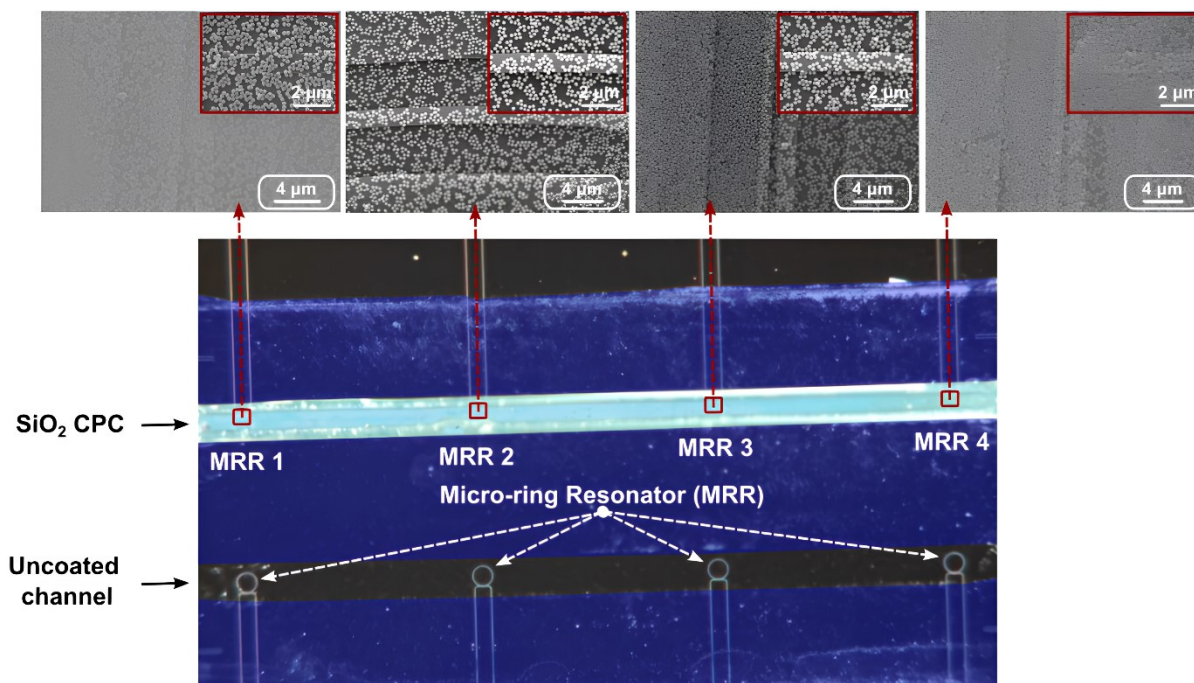 2 μm
2 μm
2 μm
2 μm
4 μm
4 μm
4 μm
4 μm
SiO₂ CPC
MRR 1
MRR 2
MRR 3
MRR 4
Micro-ring Resonator (MRR)
Uncoated
channel